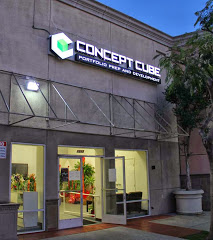 CONCEPT CUBE
PORTFOLIO PREP AND DEVELOPMENT